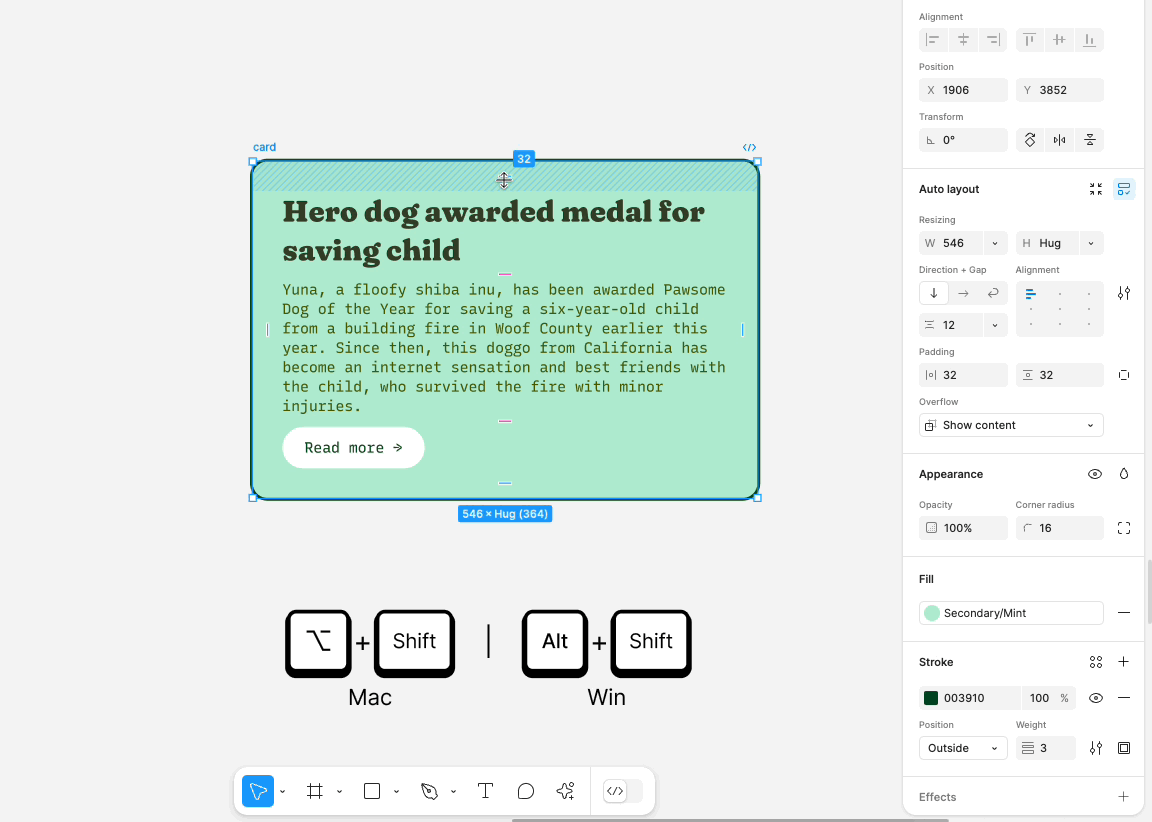 Alignment
Position
X 1906
Y 3852
Transform
0°
Auto layout
Resizing
W 546
H Hug
Direction + Gap
Alignment
12
Padding
32
32
Overflow
Show content
Appearance
Opacity
Corner radius
100%
16
Fill
Secondary/Mint
Stroke
003910
100 %
Position
Weight
Outside
3
Effects
card
</>
32
Hero dog awarded medal for
saving child
Yuna, a floofy shiba inu, has been awarded Pawsome
Dog of the Year for saving a six-year-old child
from a building fire in Woof County earlier this
year. Since then, this doggo from California has
become an internet sensation and best friends with
the child, who survived the fire with minor
injuries.
Read more →
546 × Hug (364)
⌥ + Shift | Alt + Shift
Mac
Win
T
</>